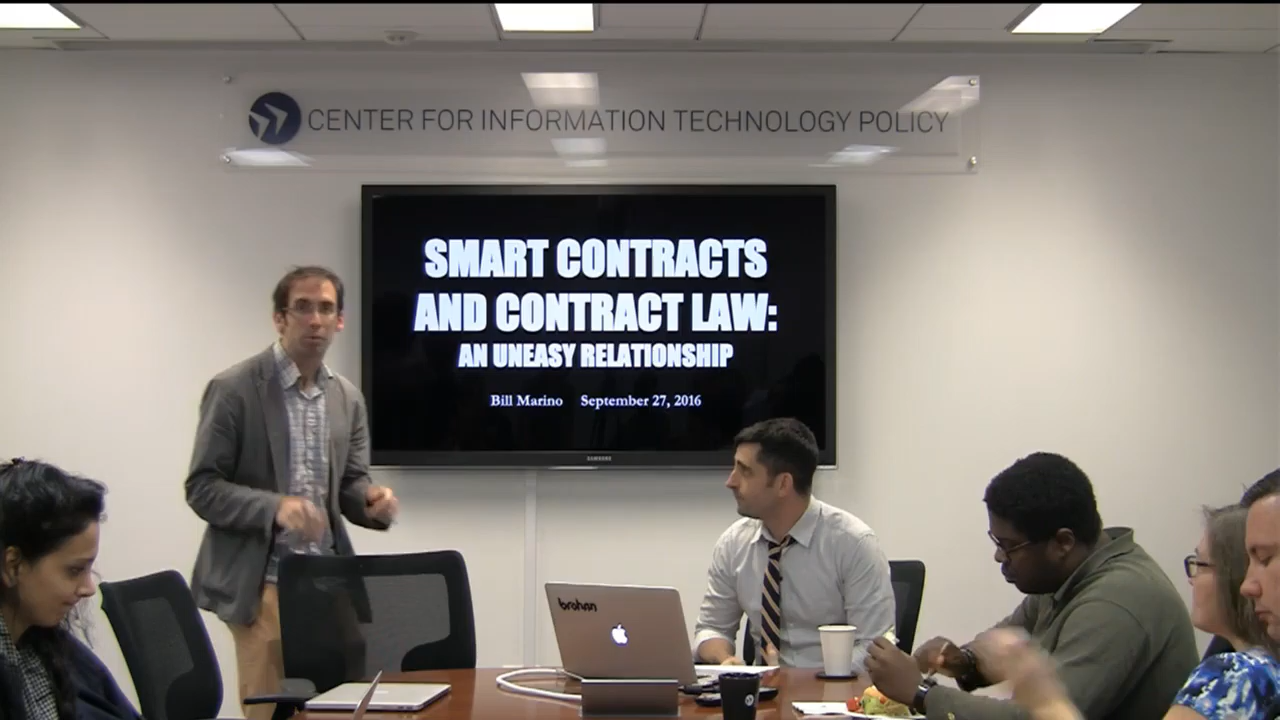 CENTER FOR INFORMATION TECHNOLOGY POLICY
SMART CONTRACTS
AND CONTRACT LAW:
AN UNEASY RELATIONSHIP
Bill Marino September 27, 2016
SAMSUNG
brohan